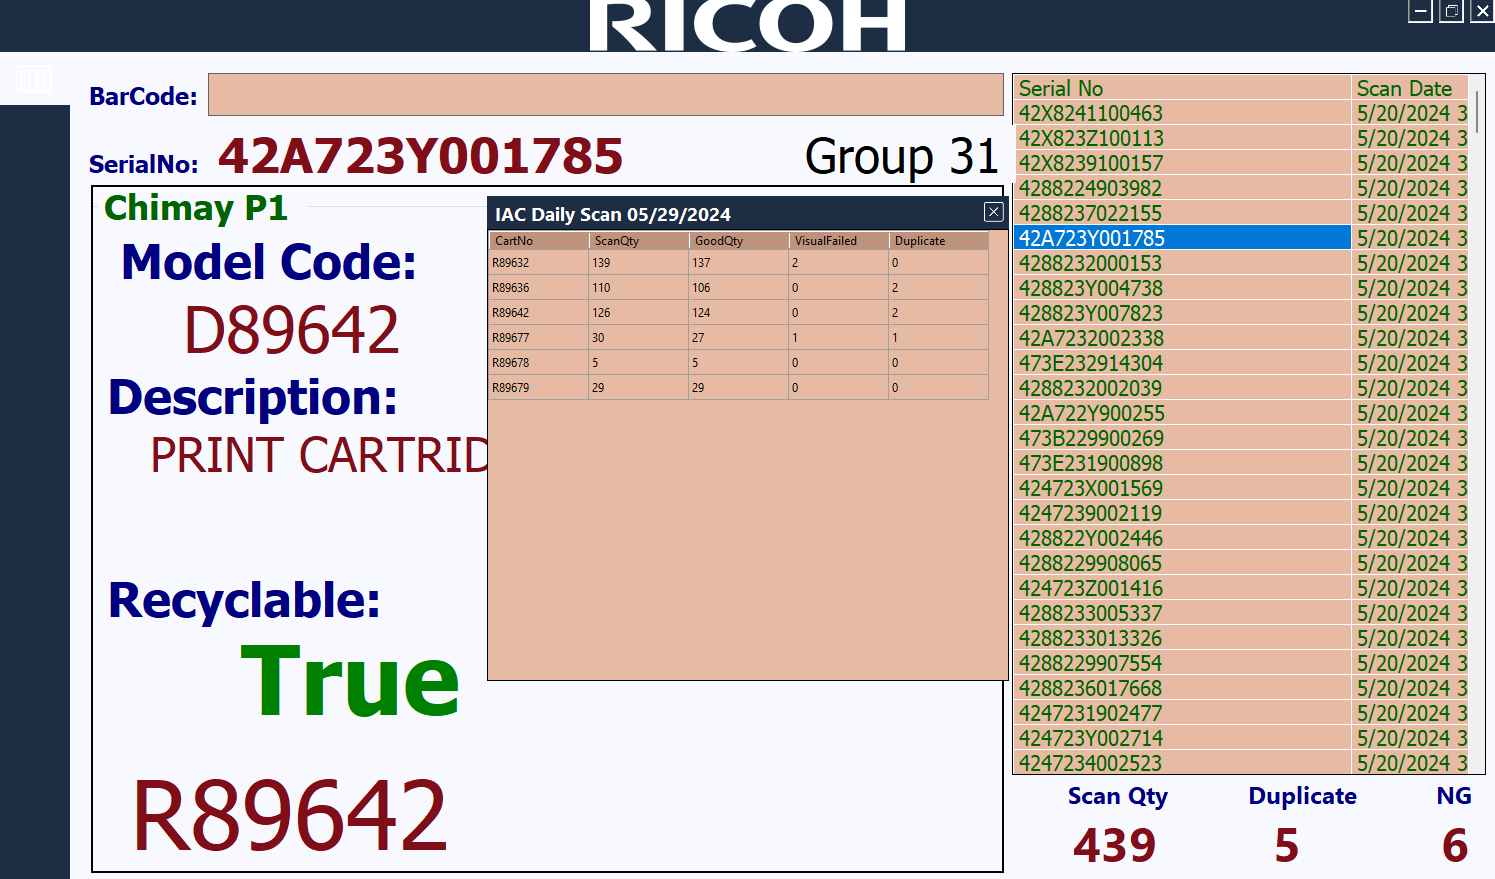 RICOH
BarCode:
SerialNo: 42A723Y001785 Group 31
Chimay P1
Model Code:
D89642
Description:
PRINT CARTRID
Recyclable:
True
R89642
IAC Daily Scan 05/29/2024
CartNo ScanQty GoodQty VisualFailed Duplicate
R89632 139 137 2 0
R89636 110 106 0 2
R89642 126 124 0 2
R89677 30 27 1 1
R89678 5 5 0 0
R89679 29 29 0 0
Serial No Scan Date
42X8241100463 5/20/2024 3
42X823Z100113 5/20/2024 3
42X8239100157 5/20/2024 3
4288224903982 5/20/2024 3
4288237022155 5/20/2024 3
42A723Y001785 5/20/2024 3
4288232000153 5/20/2024 3
428823Y004738 5/20/2024 3
428823Y007823 5/20/2024 3
42A7232002338 5/20/2024 3
473E232914304 5/20/2024 3
4288232002039 5/20/2024 3
42A722Y900255 5/20/2024 3
473B229900269 5/20/2024 3
473E231900898 5/20/2024 3
424723X001569 5/20/2024 3
4247239002119 5/20/2024 3
428822Y002446 5/20/2024 3
4288229908065 5/20/2024 3
424723Z001416 5/20/2024 3
4288233005337 5/20/2024 3
4288233013326 5/20/2024 3
4288229907554 5/20/2024 3
4288236017668 5/20/2024 3
4247231902477 5/20/2024 3
424723Y002714 5/20/2024 3
4247234002523 5/20/2024 3
Scan Qty Duplicate NG
439 5 6